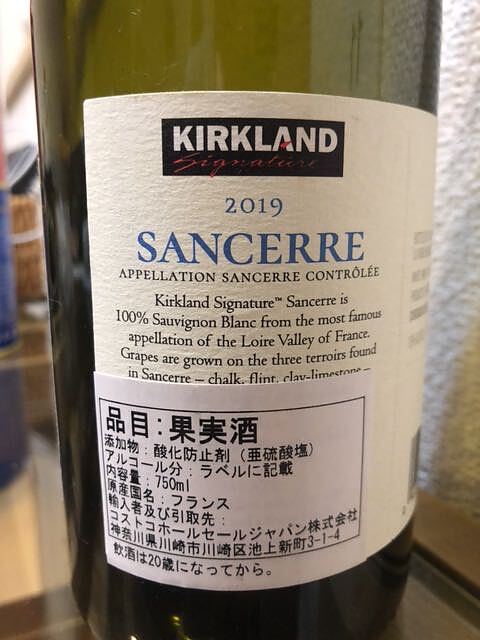 KIRKLAND
Signature
2019
SANCERRE
APPELLATION SANCERRE CONTRÔLÉE
Kirkland Signature™ Sancerre is
100% Sauvignon Blanc from the most famous
appellation of the Loire Valley of France.
Grapes are grown on the three terroirs found
in Sancerre – chalk, flint, clay-limestone –
品目:果実酒
添加物:酸化防止剤（亜硫酸塩）
アルコール分:ラベルに記載
内容量:750ml
原産国名:フランス
輸入者及び引取先:
コストコホールセールジャパン株式会社
神奈川県川崎市川崎区池上新町3-1-4
飲酒は20歳になってから。